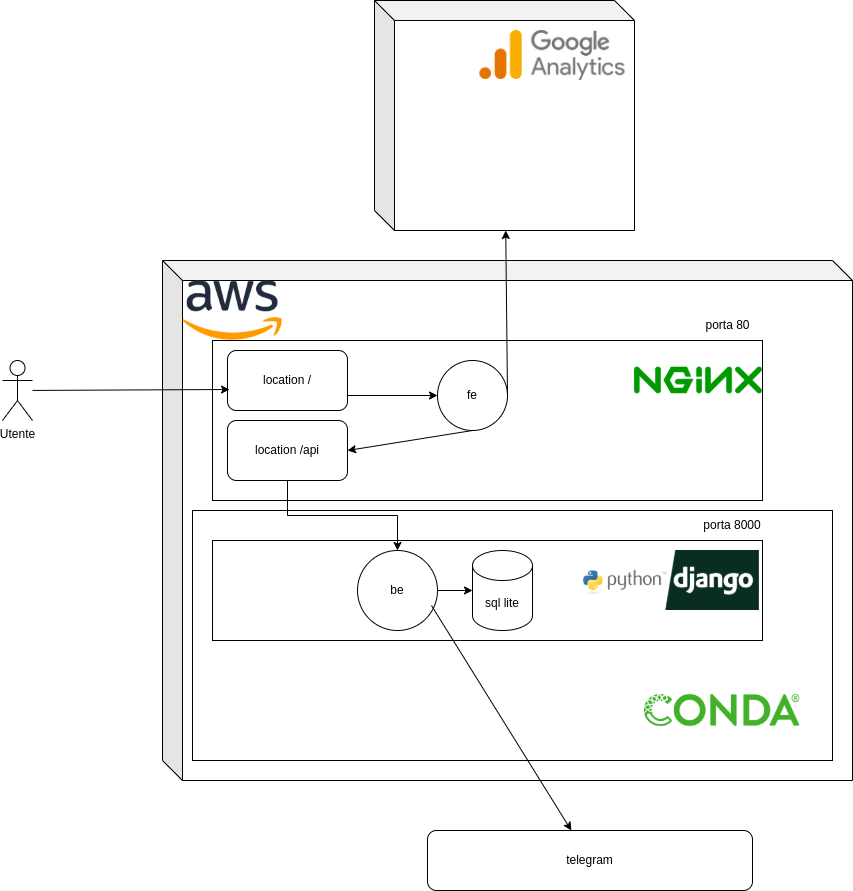 Google
Analytics
aws
porta 80
location /
fe
NGiNX
Utente
location /api
porta 8000
be
sql lite
python™
django
CONDA®
telegram